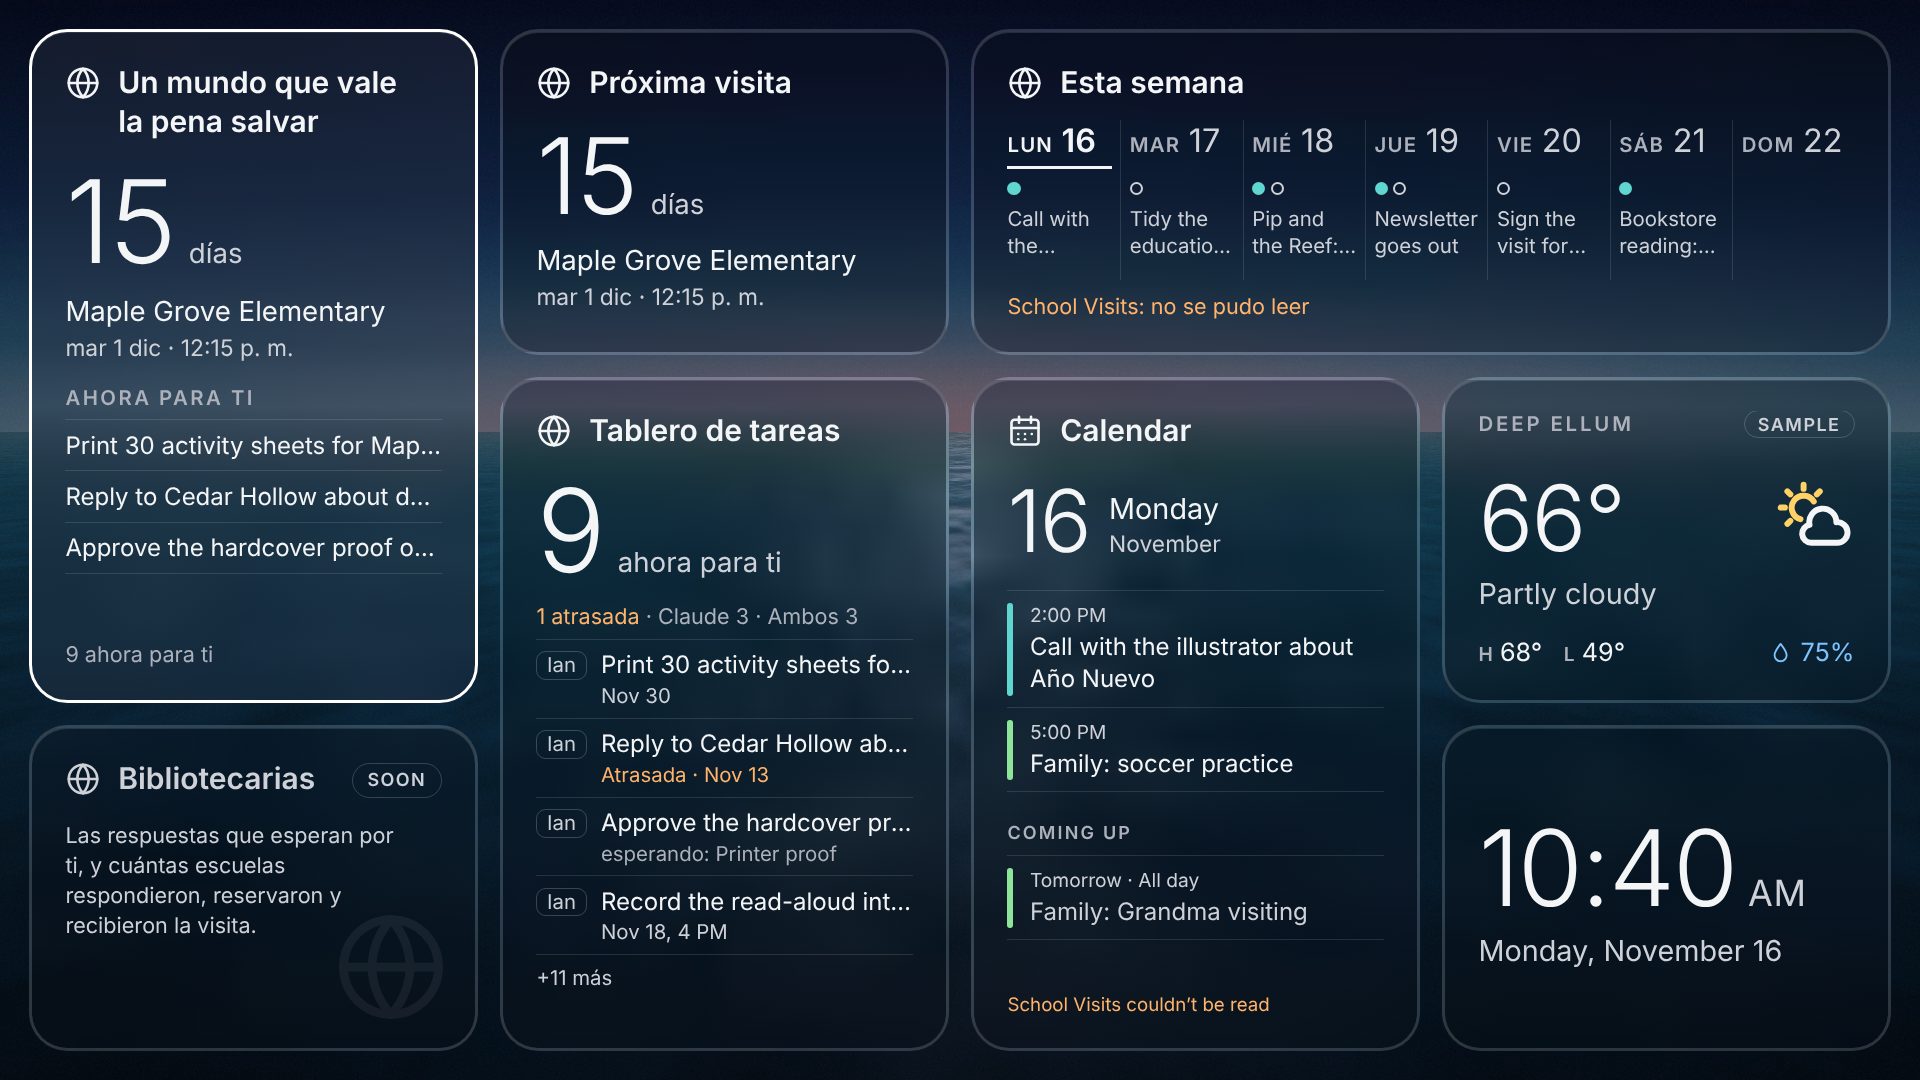 Un mundo que vale
la pena salvar
15 días
Maple Grove Elementary
mar 1 dic · 12:15 p. m.
AHORA PARA TI
Print 30 activity sheets for Map...
Reply to Cedar Hollow about d...
Approve the hardcover proof o...
9 ahora para ti
Bibliotecarias
SOON
Las respuestas que esperan por
ti, y cuántas escuelas
respondieron, reservaron y
recibieron la visita.
Próxima visita
15 días
Maple Grove Elementary
mar 1 dic · 12:15 p. m.
Tablero de tareas
9 ahora para ti
1 atrasada · Claude 3 · Ambos 3
Ian Print 30 activity sheets fo...
Nov 30
Ian Reply to Cedar Hollow ab...
Atrasada · Nov 13
Ian Approve the hardcover pr...
esperando: Printer proof
Ian Record the read-aloud int...
Nov 18, 4 PM
+11 más
Esta semana
LUN 16
Call with
the...
MAR 17
Tidy the
educatio...
MIÉ 18
Pip and
the Reef:...
JUE 19
Newsletter
goes out
VIE 20
Sign the
visit for...
SÁB 21
Bookstore
reading:...
DOM 22
School Visits: no se pudo leer
Calendar
16 Monday
November
2:00 PM
Call with the illustrator about
Año Nuevo
5:00 PM
Family: soccer practice
COMING UP
Tomorrow · All day
Family: Grandma visiting
School Visits couldn’t be read
DEEP ELLUM
SAMPLE
66°
Partly cloudy
H 68° L 49°
75%
10:40 AM
Monday, November 16